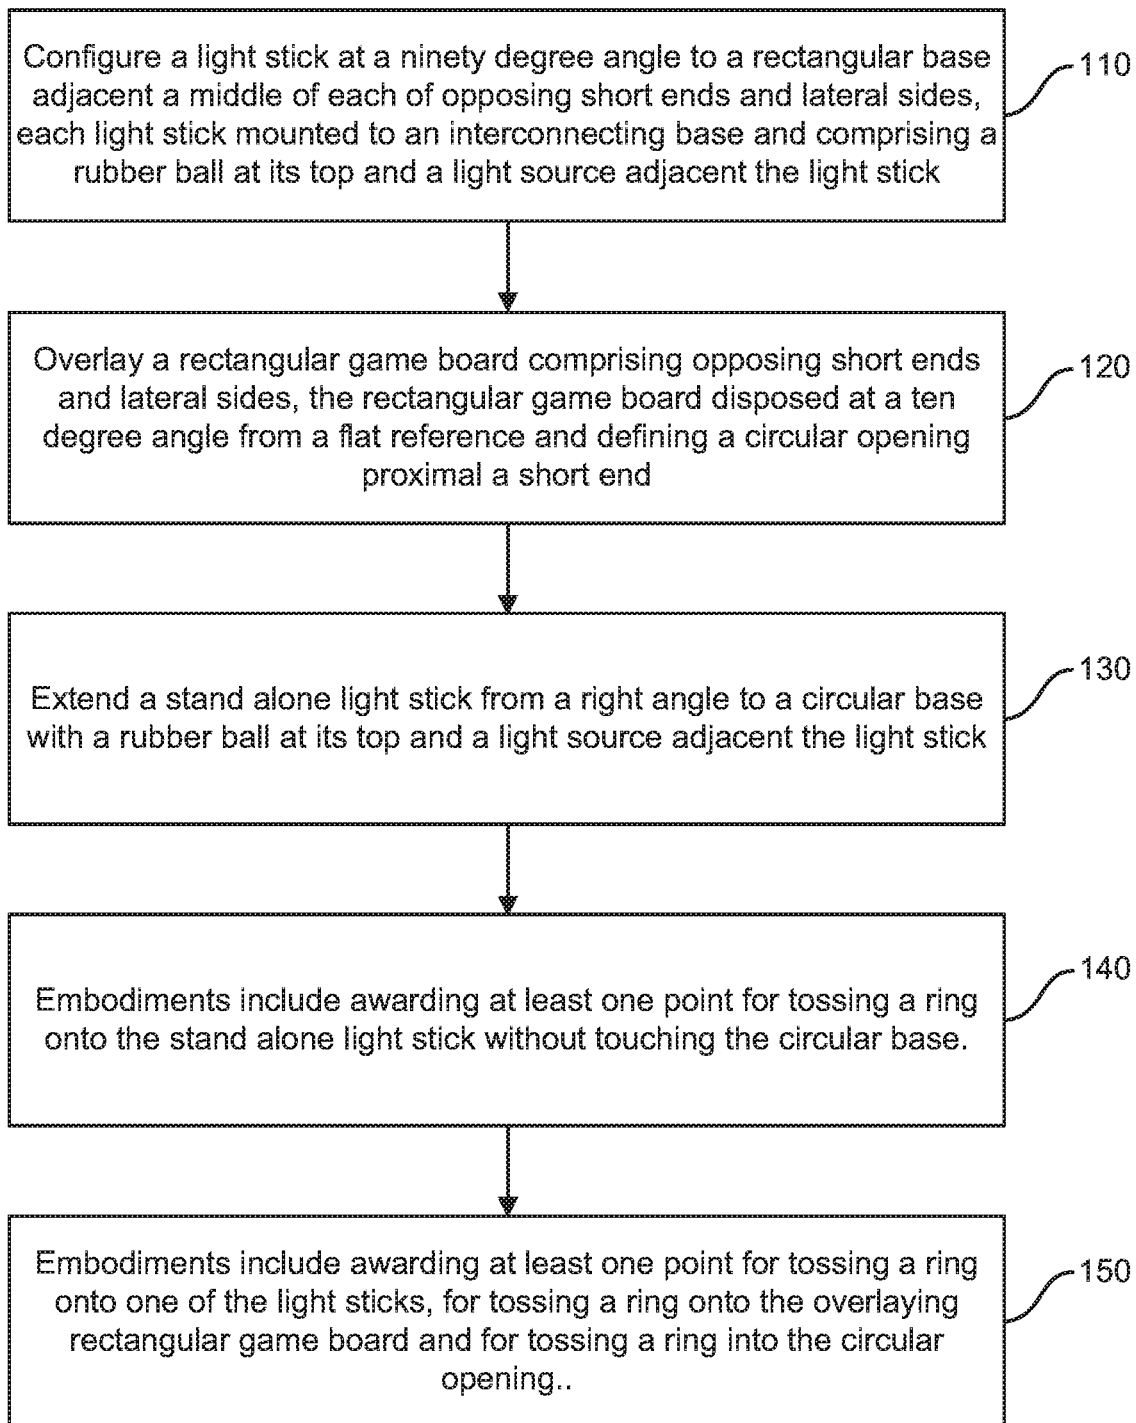 Configure a light stick at a ninety degree angle to a rectangular base
adjacent a middle of each of opposing short ends and lateral sides,
each light stick mounted to an interconnecting base and comprising a
rubber ball at its top and a light source adjacent the light stick
110
Overlay a rectangular game board comprising opposing short ends
and lateral sides, the rectangular game board disposed at a ten
degree angle from a flat reference and defining a circular opening
proximal a short end
120
Extend a stand alone light stick from a right angle to a circular base
with a rubber ball at its top and a light source adjacent the light stick
130
Embodiments include awarding at least one point for tossing a ring
onto the stand alone light stick without touching the circular base.
140
Embodiments include awarding at least one point for tossing a ring
onto one of the light sticks, for tossing a ring onto the overlaying
rectangular game board and for tossing a ring into the circular
opening..
150